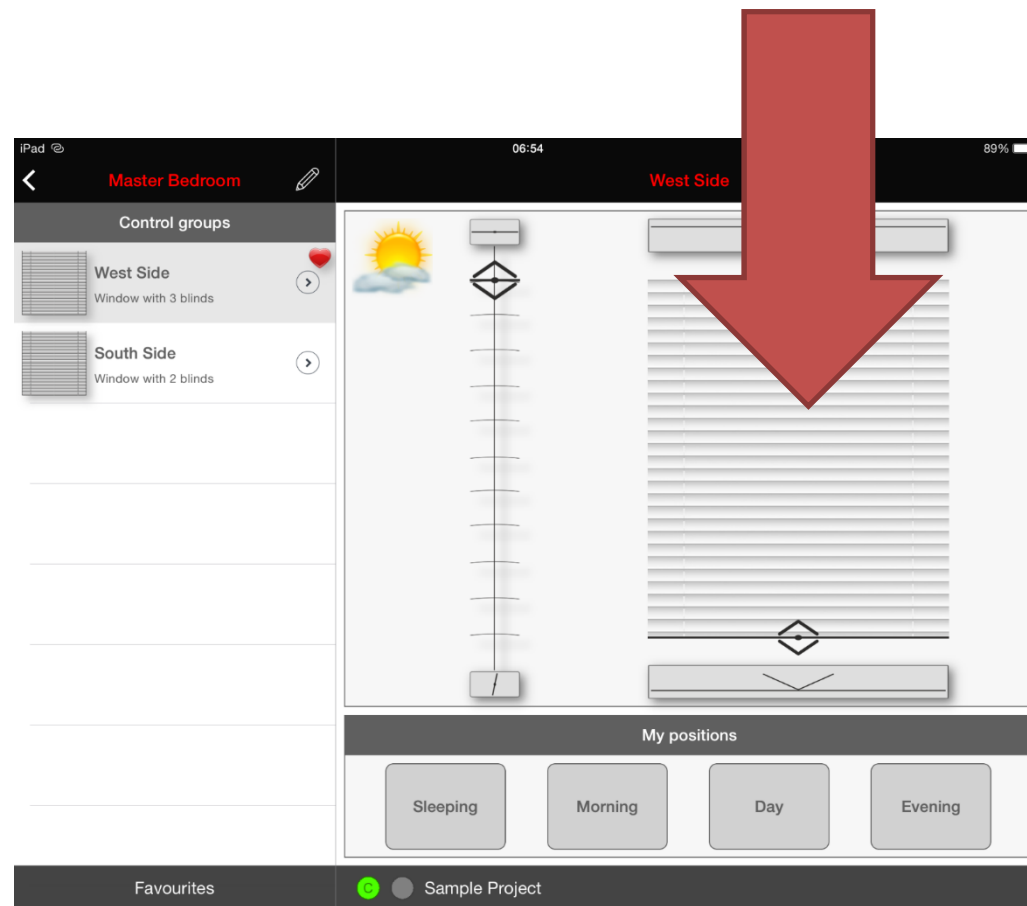 iPad
06:54
89%
Master Bedroom
West Side
Control groups
West Side
Window with 3 blinds
South Side
Window with 2 blinds
My positions
Sleeping
Morning
Day
Evening
Favourites
C
Sample Project